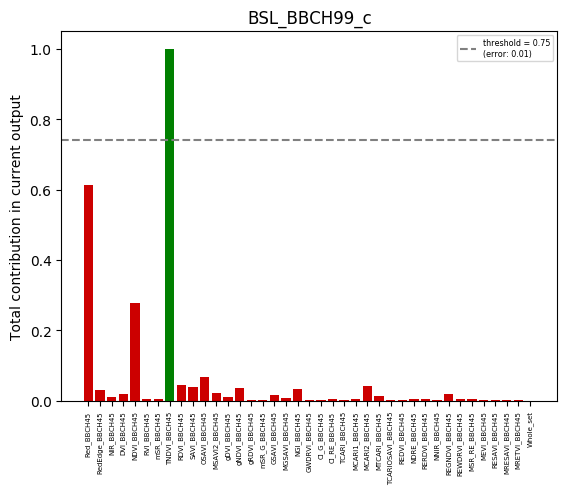 BSL_BBCH99_c
threshold = 0.75
(error: 0.01)
Total contribution in current output
1.0
0.8
0.6
0.4
0.2
0.0
Red_BBCH45
RedEdge_BBCH45
NIR_BBCH45
DVI_BBCH45
NDVI_BBCH45
RVI_BBCH45
mSR_BBCH45
TNDVI_BBCH45
NDVI_BBCH45
SAVI_BBCH45
OSAVI_BBCH45
MSAVI2_BBCH45
gDVI_BBCH45
gNDVI_BBCH45
gRDVI_BBCH45
mSR_G_BBCH45
GSAVI_BBCH45
MGSAVI_BBCH45
NGI_BBCH45
GWDRVI_BBCH45
CI_G_BBCH45
CI_RE_BBCH45
TCARI_BBCH45
MCARI1_BBCH45
MCARI2_BBCH45
MTCARI_BBCH45
TCARIOSAVI_BBCH45
REDVI_BBCH45
NDRE_BBCH45
RERDVI_BBCH45
NNIR_BBCH45
REGNDVI_BBCH45
REWDRVI_BBCH45
MSR_RE_BBCH45
MEVI_BBCH45
RESAVI_BBCH45
MRESAVI_BBCH45
MRETVI_BBCH45
Whole_set